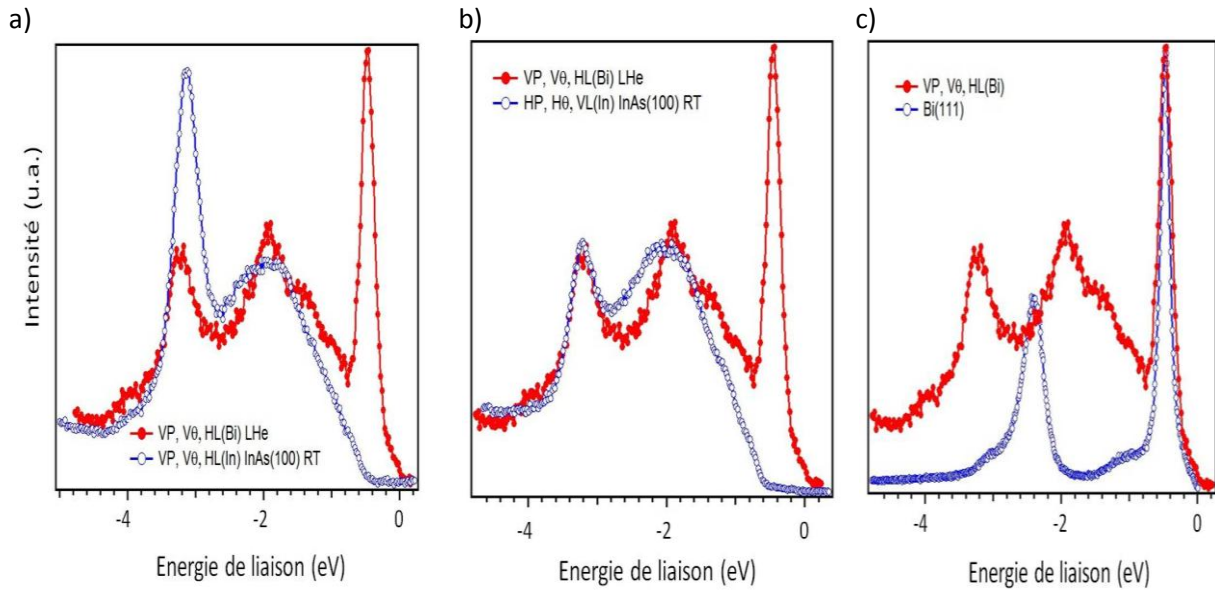 a)
b)
c)
Intensité (u.a.)
VP, Vθ, HL(Bi) LHe
VP, Vθ, HL(In) InAs(100) RT
-4
-2
0
Energie de liaison (eV)
VP, Vθ, HL(Bi) LHe
HP, Hθ, VL(In) InAs(100) RT
-4
-2
0
Energie de liaison (eV)
VP, Vθ, HL(Bi)
Bi(111)
-4
-2
0
Energie de liaison (eV)